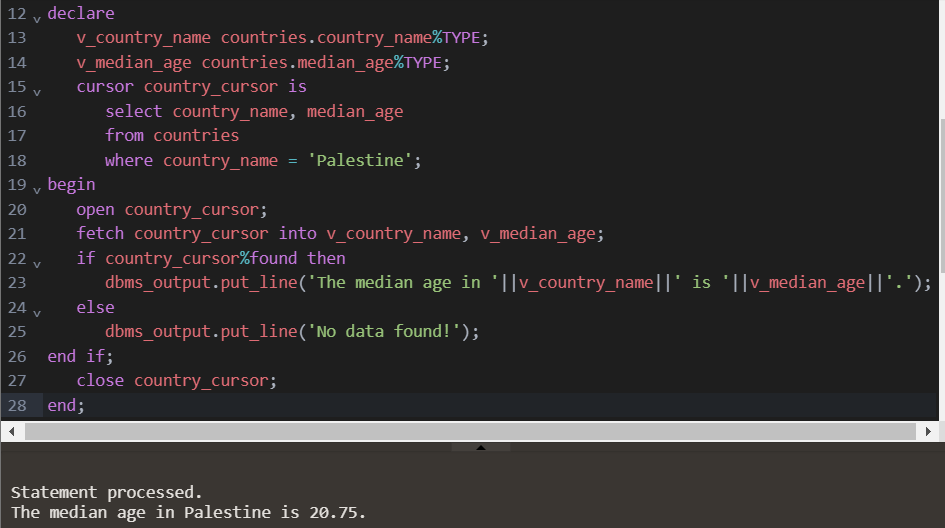 12 declare
13 v_country_name countries.country_name%TYPE;
14 v_median_age countries.median_age%TYPE;
15 cursor country_cursor is
16 select country_name, median_age
17 from countries
18 where country_name = 'Palestine';
19 begin
20 open country_cursor;
21 fetch country_cursor into v_country_name, v_median_age;
22 if country_cursor%found then
23 dbms_output.put_line('The median age in '||v_country_name||' is '||v_median_age||'.');
24 else
25 dbms_output.put_line('No data found!');
26 end if;
27 close country_cursor;
28 end;
Statement processed.
The median age in Palestine is 20.75.